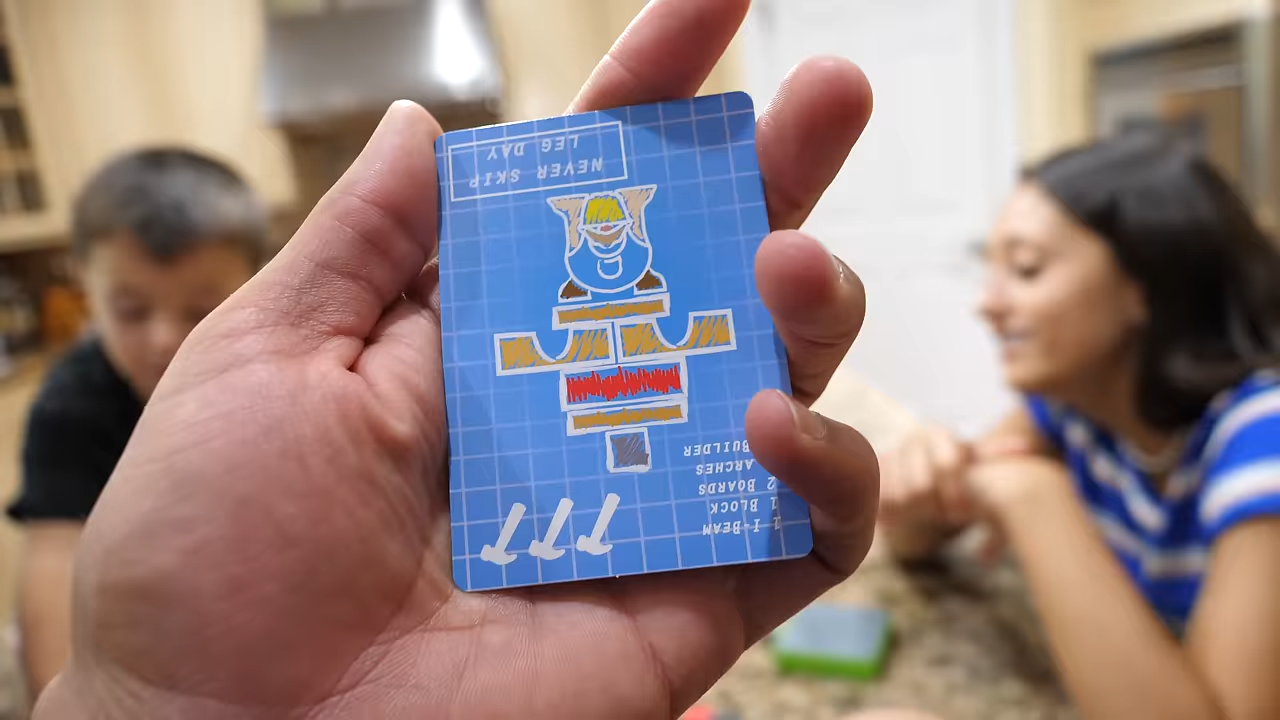 1 I-BEAM
1 BLOCK
2 BOARDS
ARCHES
BUILDER
NEVER SKIP
LEG DAY